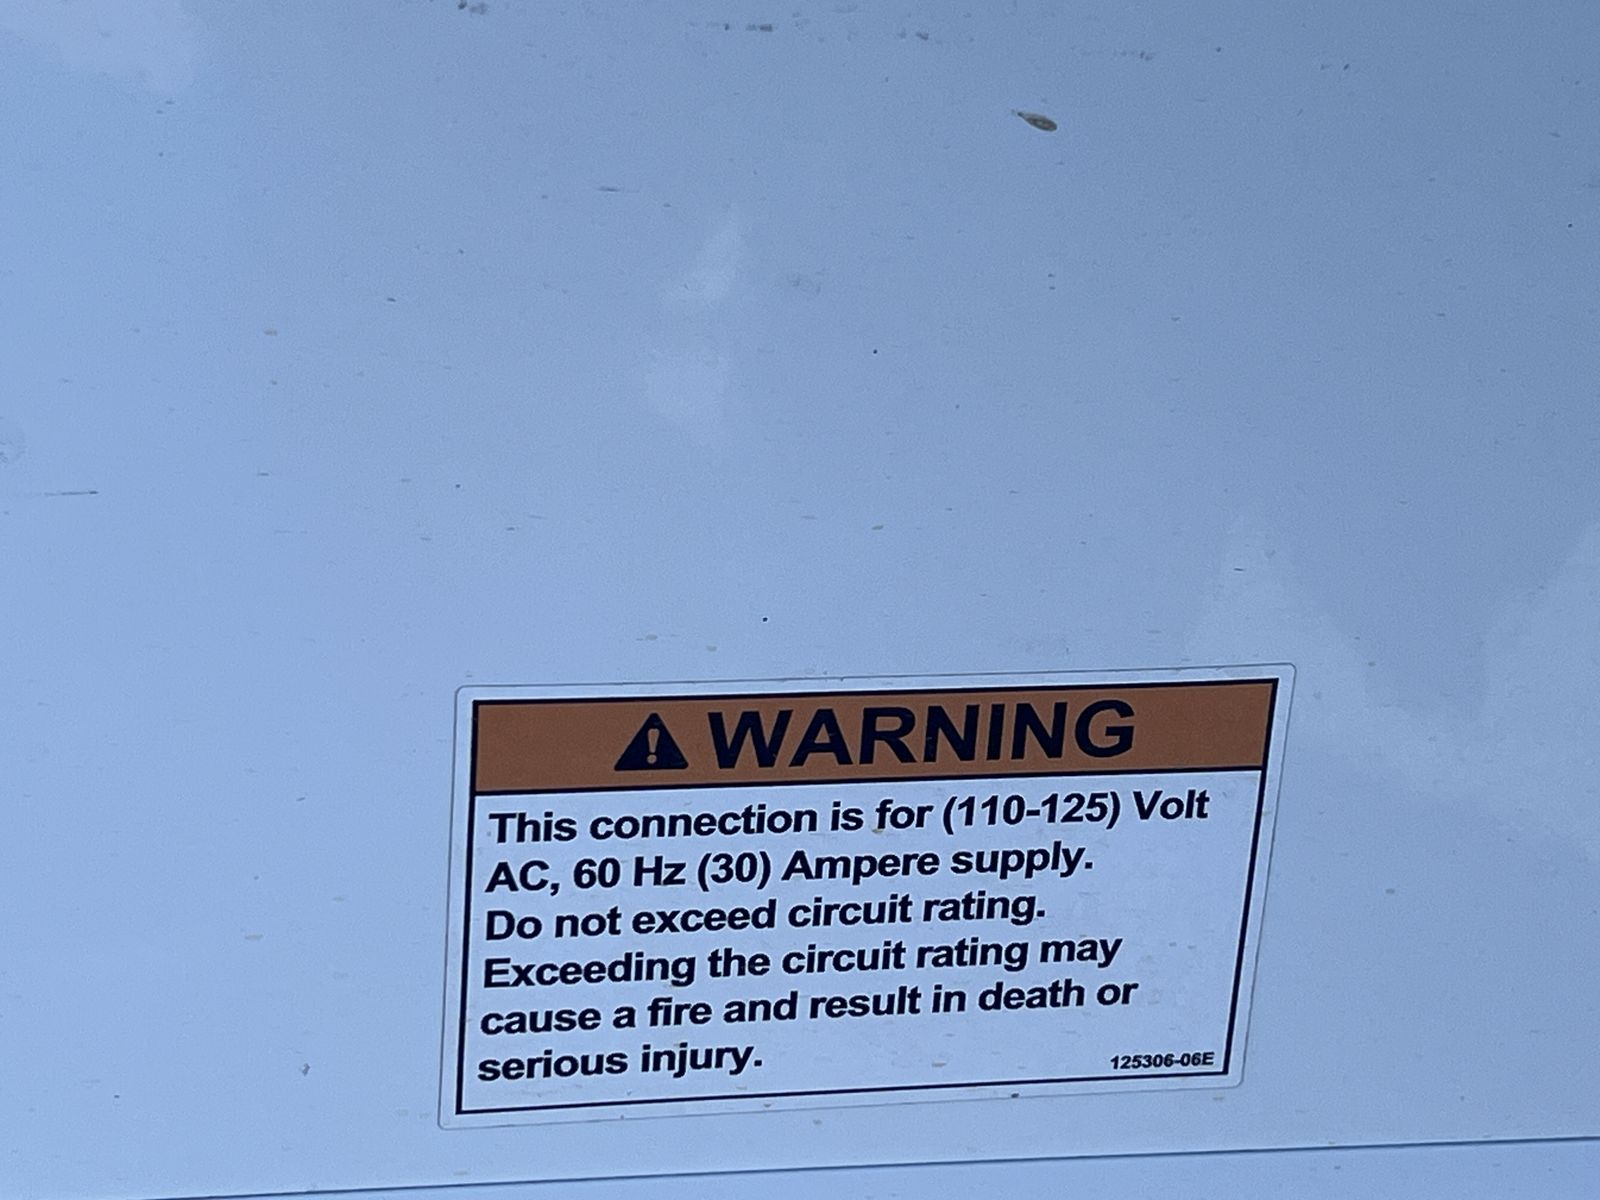 WARNING
This connection is for (110-125) Volt
AC, 60 Hz (30) Ampere supply.
Do not exceed circuit rating.
Exceeding the circuit rating may
cause a fire and result in death or
serious injury.
125306-06E